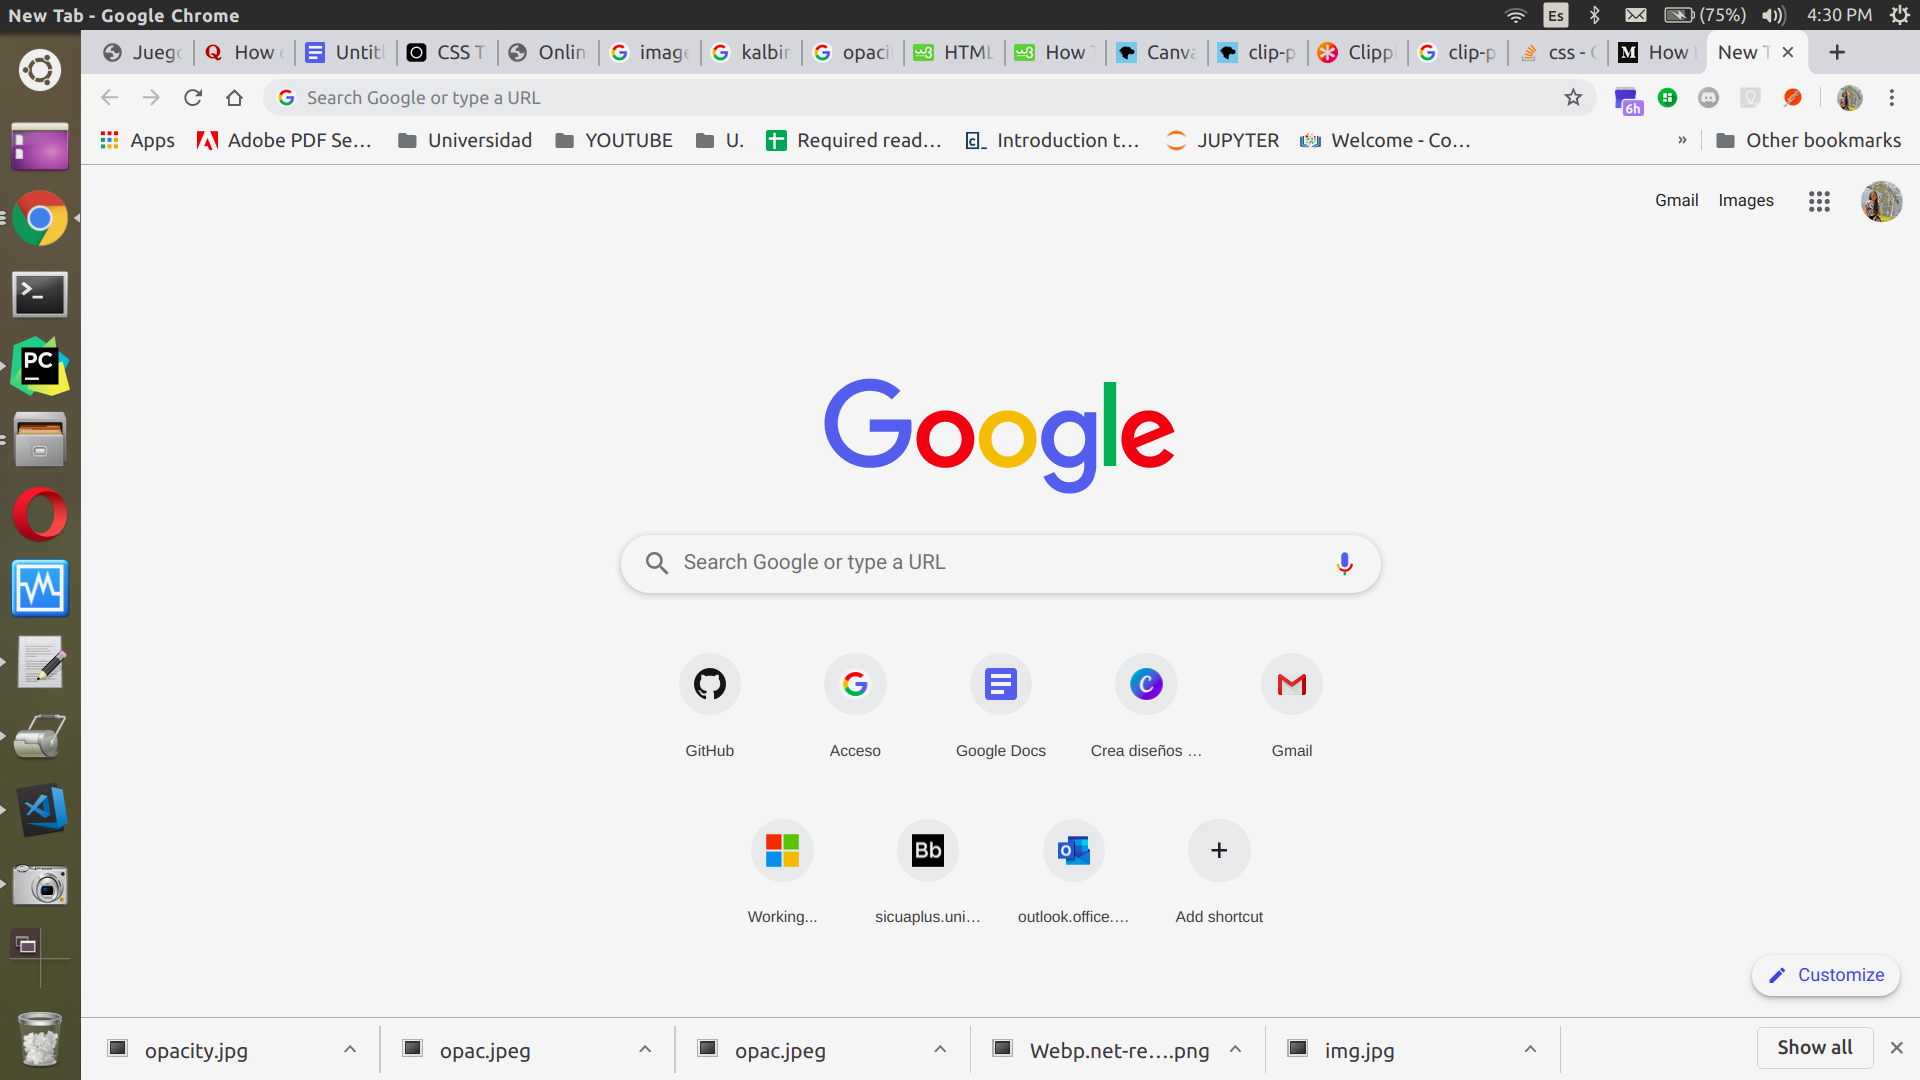 New Tab - Google Chrome
Es
(75%)
4:30 PM
Juego
How
Untit
CSS T
Onlin
image
kalbir
opaci
HTML
How T
Canva
clip-p
Clippi
clip-p
css -
How
New T
Search Google or type a URL
6h
Apps
Adobe PDF Se...
Universidad
YOUTUBE
U.
Required read...
Introduction t...
JUPYTER
Welcome - Co...
»
Other bookmarks
Gmail
Images
PC
Google
Search Google or type a URL
GitHub
Acceso
Google Docs
Crea diseños ...
Gmail
Bb
Working...
sicuaplus.uni...
outlook.office....
Add shortcut
Customize
opacity.jpg
opac.jpeg
opac.jpeg
Webp.net-re....png
img.jpg
Show all